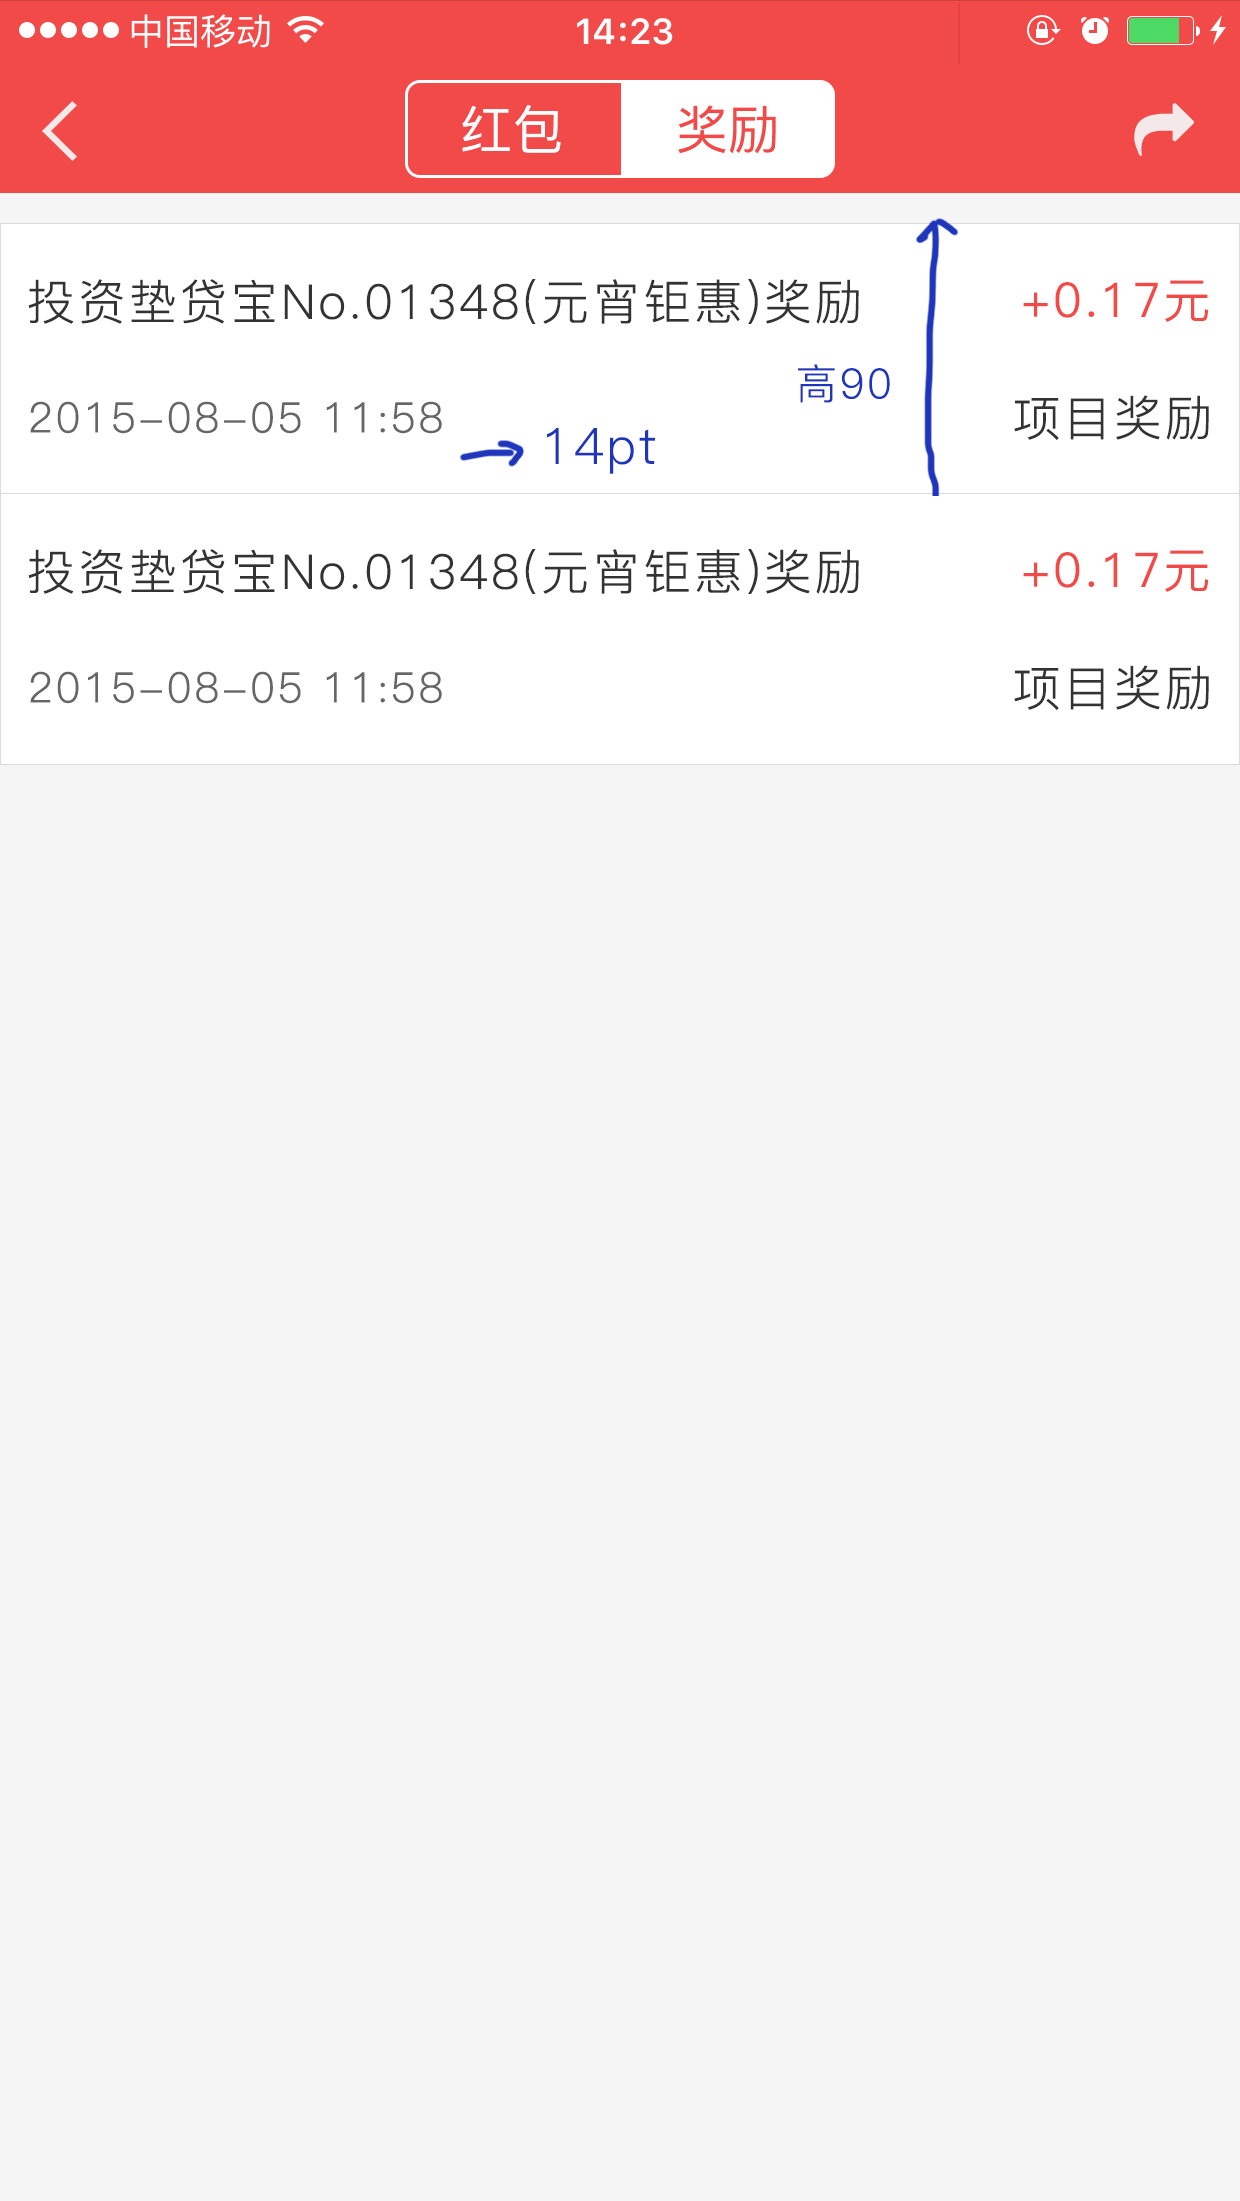 中国移动 14:23
红包 奖励
投资垫贷宝No.01348(元宵钜惠)奖励 +0.17元
高90
2015-08-05 11:58 项目奖励
14pt
投资垫贷宝No.01348(元宵钜惠)奖励 +0.17元
2015-08-05 11:58 项目奖励